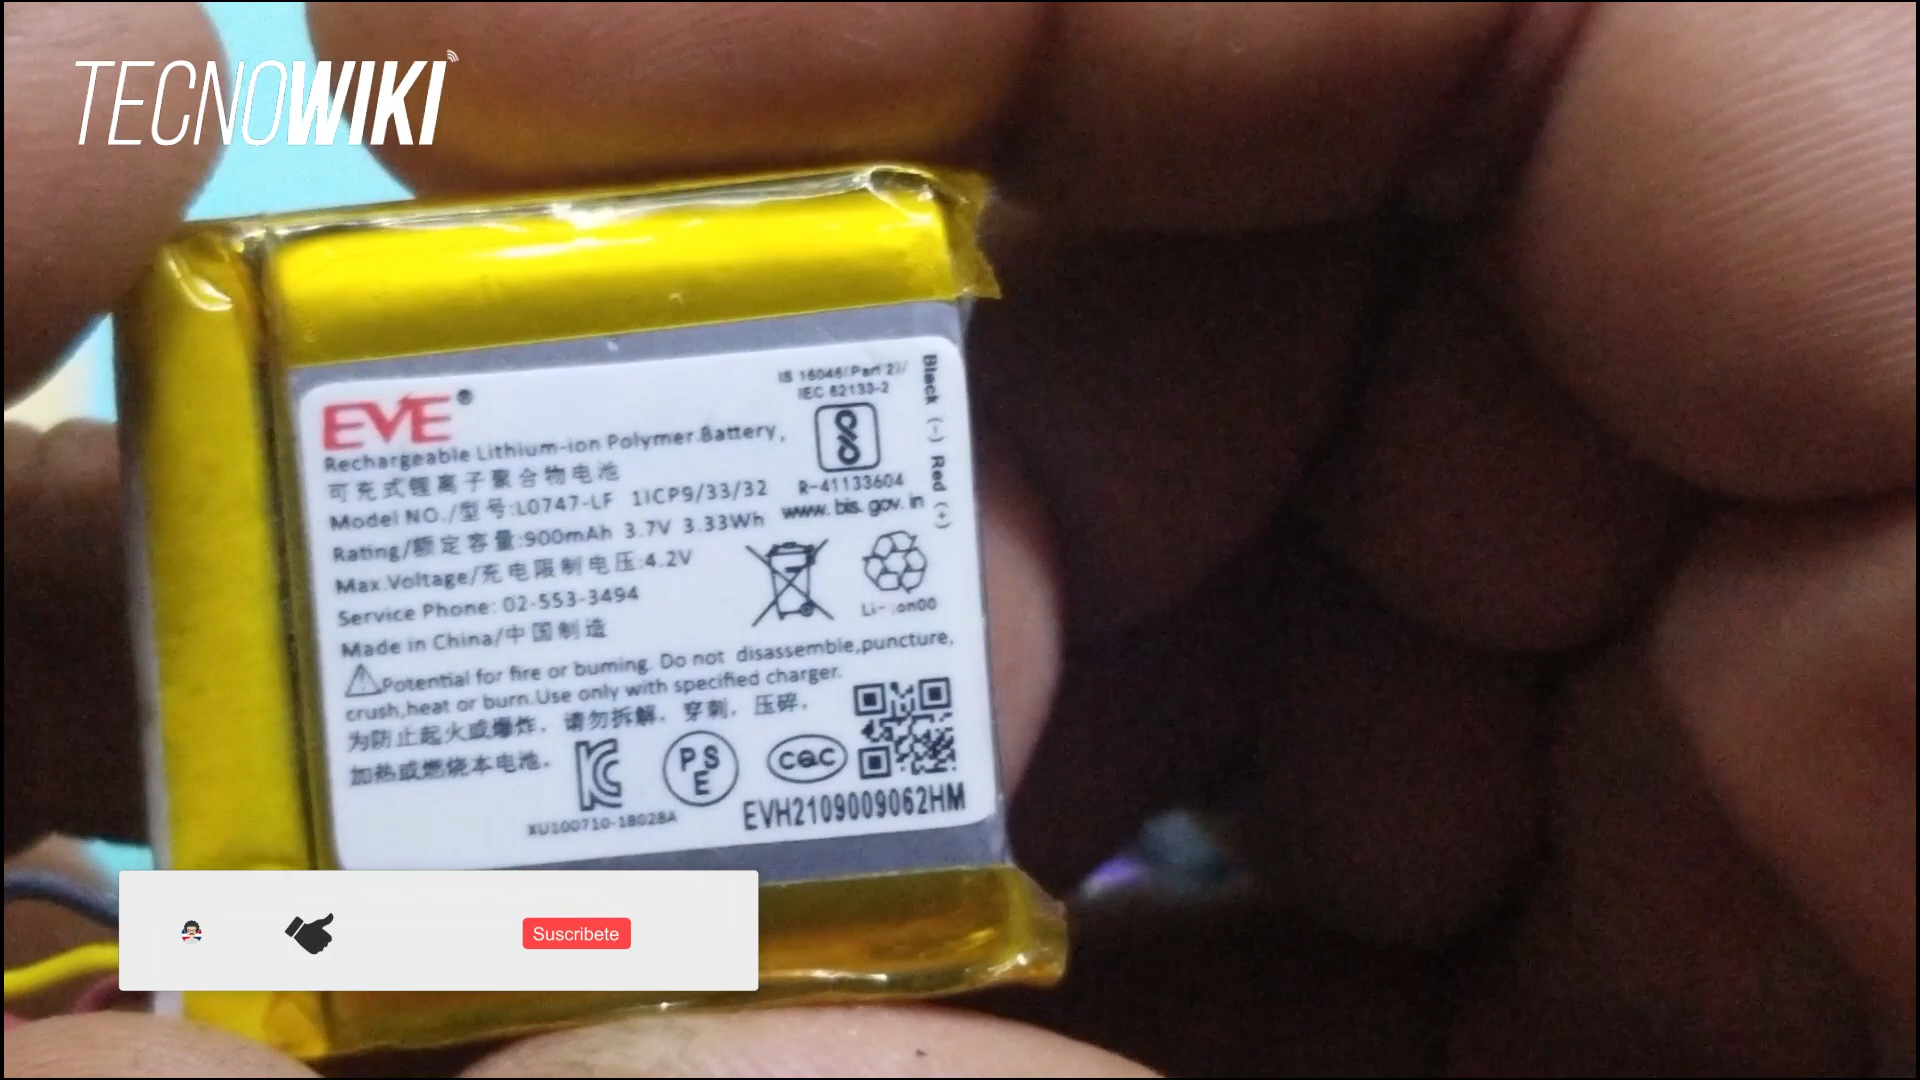 TECNOWIKI
EVE®
Rechargeable Lithium-ion Polymer Battery,
可充式锂离子聚合物电池
Model NO./型号:L0747-LF 1ICP9/33/32
Rating/额定容量:900mAh 3.7V 3.33Wh
Max.Voltage/充电限制电压:4.2V
Service Phone: 02-553-3494
Made in China/中国制造
IS 16046(Part 2)/
IEC 62133-2
R-41133604
www.bis.gov.in
Black (-) Red (+)
Li-ion00
Potential for fire or burning. Do not disassemble,puncture,
crush,heat or burn.Use only with specified charger.
为防止起火或爆炸，请勿拆解，穿刺，压碎，
加热或燃烧本电池。
PS
E
CQC
XU100710-18028A
EVH2109009062HM
Suscribete